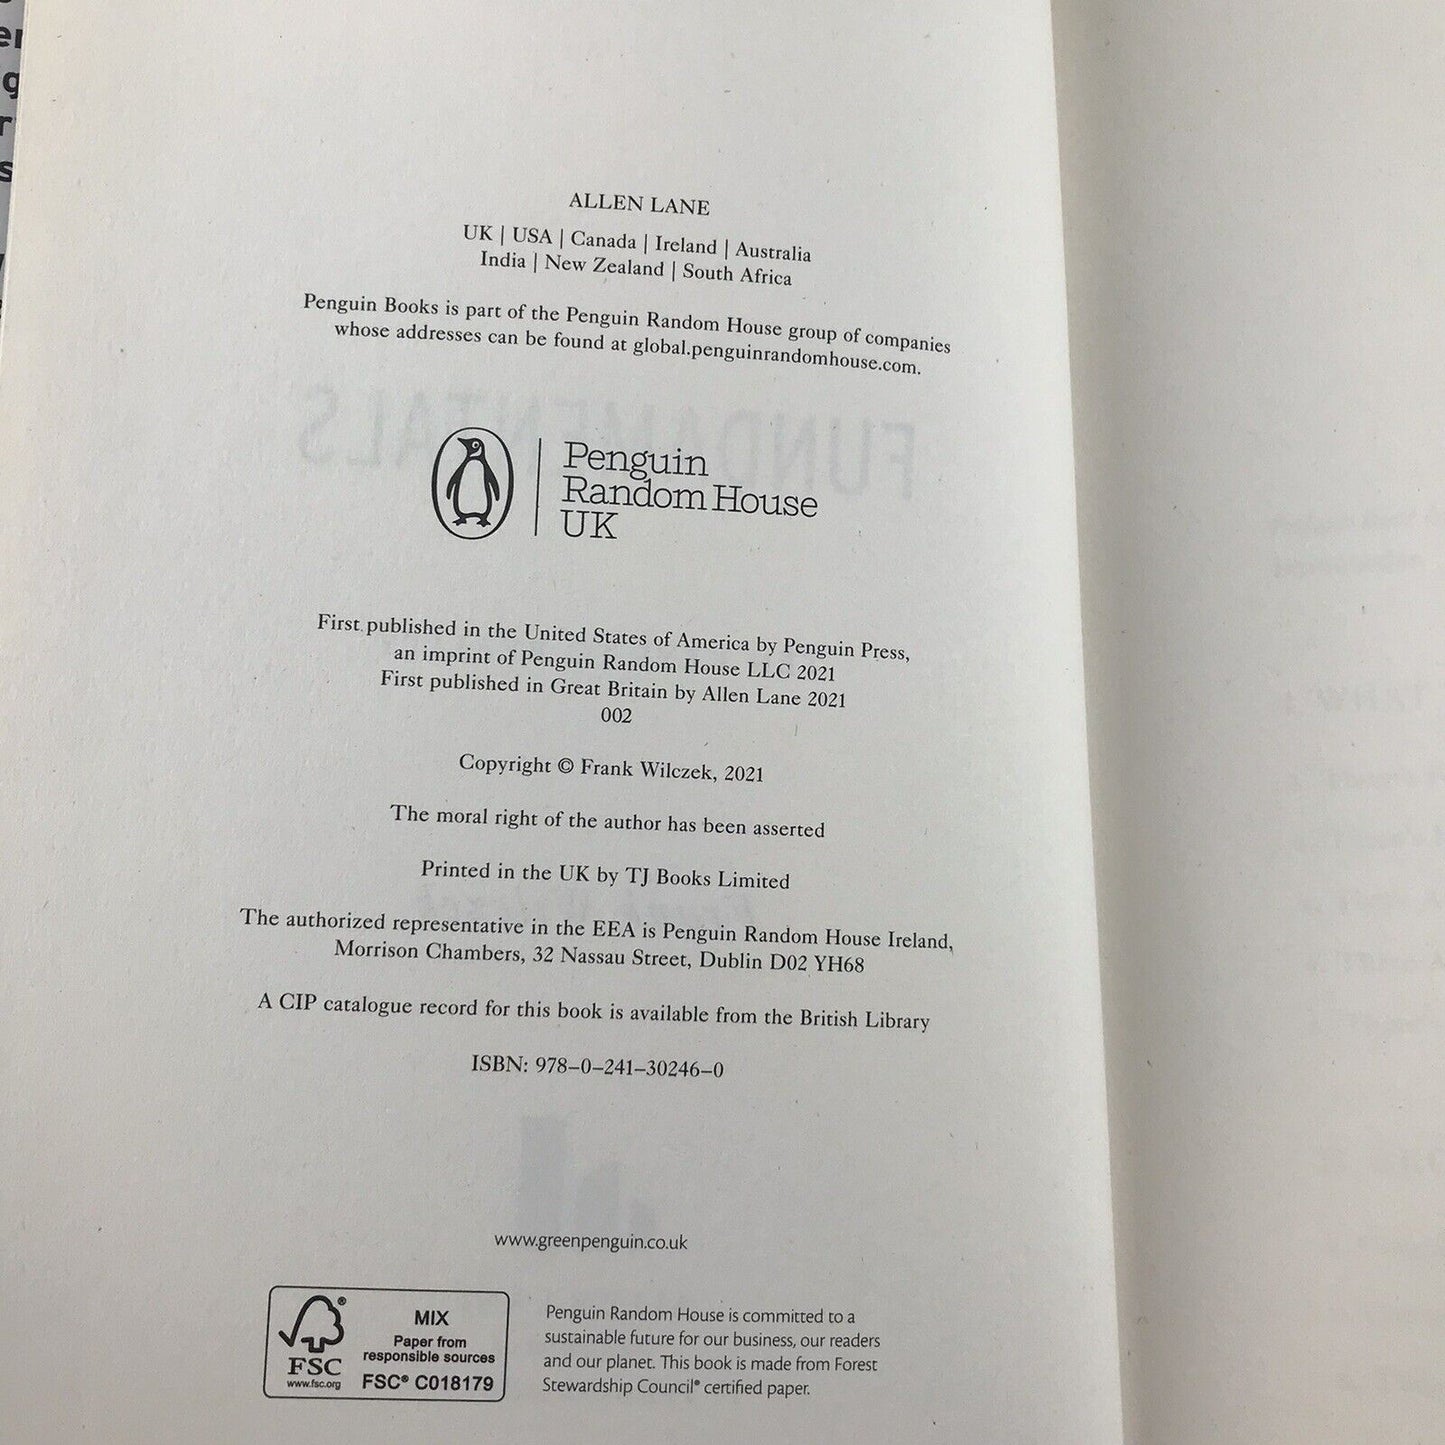 ALLEN LANE
UK | USA | Canada | Ireland | Australia
India | New Zealand | South Africa
Penguin Books is part of the Penguin Random House group of companies
whose addresses can be found at global.penguinrandomhouse.com.
FUNDAMENTALS
Penguin
Random House
UK
First published in the United States of America by Penguin Press,
an imprint of Penguin Random House LLC 2021
First published in Great Britain by Allen Lane 2021
002
Copyright © Frank Wilczek, 2021
The moral right of the author has been asserted
Printed in the UK by TJ Books Limited
The authorized representative in the EEA is Penguin Random House Ireland,
Morrison Chambers, 32 Nassau Street, Dublin D02 YH68
A CIP catalogue record for this book is available from the British Library
ISBN: 978–0–241–30246–0
www.greenpenguin.co.uk
MIX
Paper from
responsible sources
FSC® C018179
FSC
www.fsc.org
Penguin Random House is committed to a
sustainable future for our business, our readers
and our planet. This book is made from Forest
Stewardship Council® certified paper.